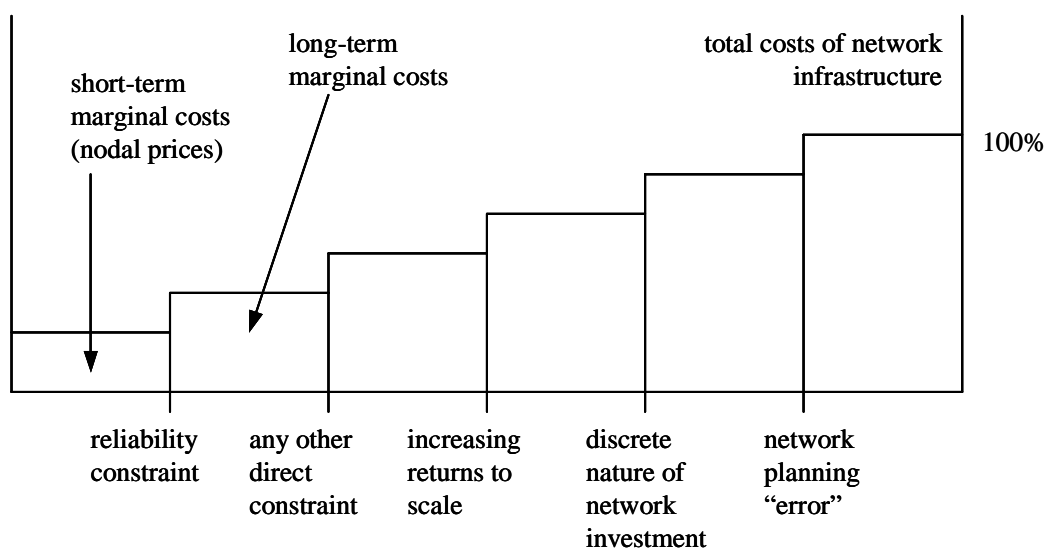 long-term
marginal costs
total costs of network
infrastructure
short-term
marginal costs
(nodal prices)
100%
reliability
constraint
any other
direct
constraint
increasing
returns to
scale
discrete
nature of
network
investment
network
planning
“error”